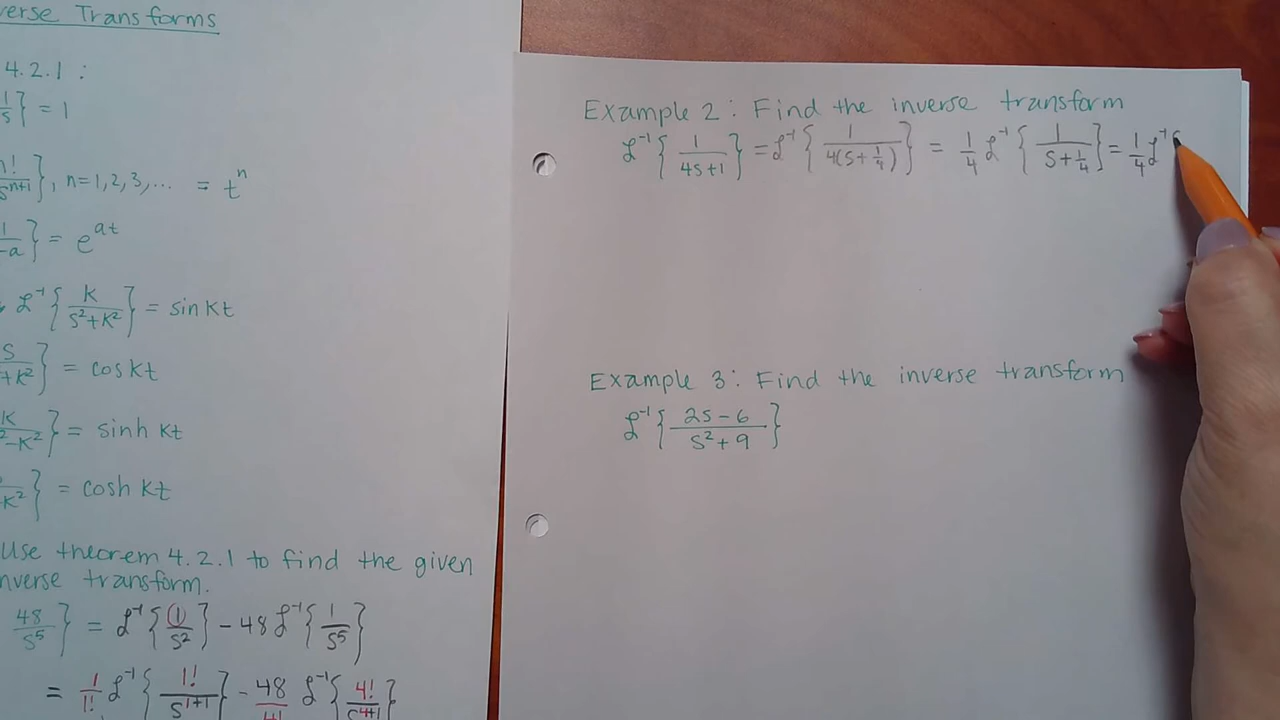 verse Transforms
4.2.1 :
1/s} = 1
n!/s^{n+1}}, n=1,2,3,... = t^n
1/-a} = e^{at}
ℒ^{-1}{K/(s²+K²)} = sin kt
s/+K²} = cos kt
K/²-K²} = sinh kt
-K²} = cosh kt
Use theorem 4.2.1 to find the given
nverse transform.
48/s⁵} = ℒ^{-1}{1/s²} - 48ℒ^{-1}{1/s⁵}
= 1/1! ℒ^{-1}{1!/s^{1+1}} - 48/4! ℒ^{-1}{4!/s^{4+1}}
Example 2: Find the inverse transform
ℒ^{-1}{1/(4s+1)} = ℒ^{-1}{1/(4(s+1/4))} = 1/4 ℒ^{-1}{1/(s+1/4)} = 1/4 ℒ^{-1}{
Example 3: Find the inverse transform
ℒ^{-1}{(2s-6)/(s²+9)}